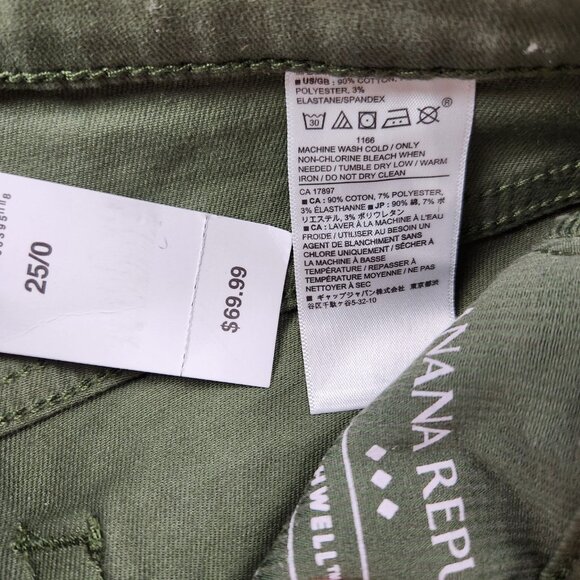 ■ US/GB : 90% COTTON,
POLYESTER, 3%
ELASTANE/SPANDEX
30
®
1166
MACHINE WASH COLD / ONLY
NON-CHLORINE BLEACH WHEN
NEEDED / TUMBLE DRY LOW / WARM
IRON / DO NOT DRY CLEAN
CA 17897
■ CA : 90% COTTON, 7% POLYESTER,
3% ÉLASTHANNE ■ JP : 90% 綿, 7% ポ
リエステル, 3% ポリウレタン
■ CA : LAVER À LA MACHINE À L'EAU
FROIDE / UTILISER AU BESOIN UN
AGENT DE BLANCHIMENT SANS
CHLORE UNIQUEMENT / SÉCHER À
LA MACHINE À BASSE
TEMPÉRATURE / REPASSER À
TEMPÉRATURE MOYENNE / NE PAS
NETTOYER À SEC
■ ギャップジャパン株式会社 東京都渋
谷区千駄ヶ谷5-32-10
25/0
$69.99
NANA REPU
HWELL™